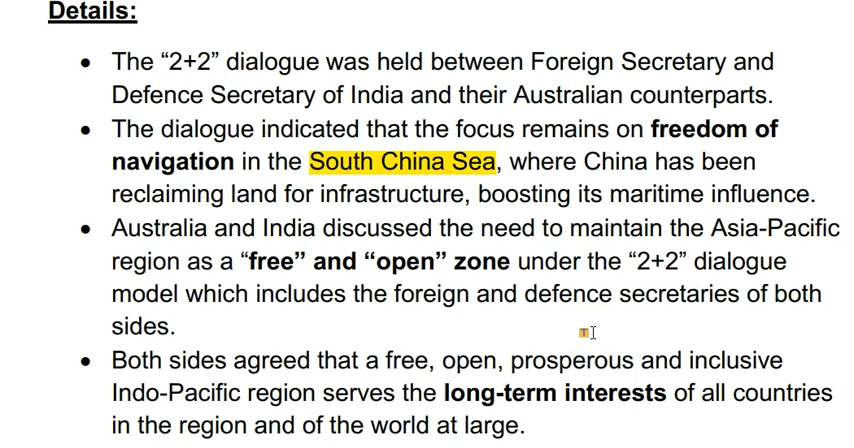 Details:
• The “2+2” dialogue was held between Foreign Secretary and
Defence Secretary of India and their Australian counterparts.
• The dialogue indicated that the focus remains on freedom of
navigation in the South China Sea, where China has been
reclaiming land for infrastructure, boosting its maritime influence.
• Australia and India discussed the need to maintain the Asia-Pacific
region as a “free” and “open” zone under the “2+2” dialogue
model which includes the foreign and defence secretaries of both
sides.
• Both sides agreed that a free, open, prosperous and inclusive
Indo-Pacific region serves the long-term interests of all countries
in the region and of the world at large.